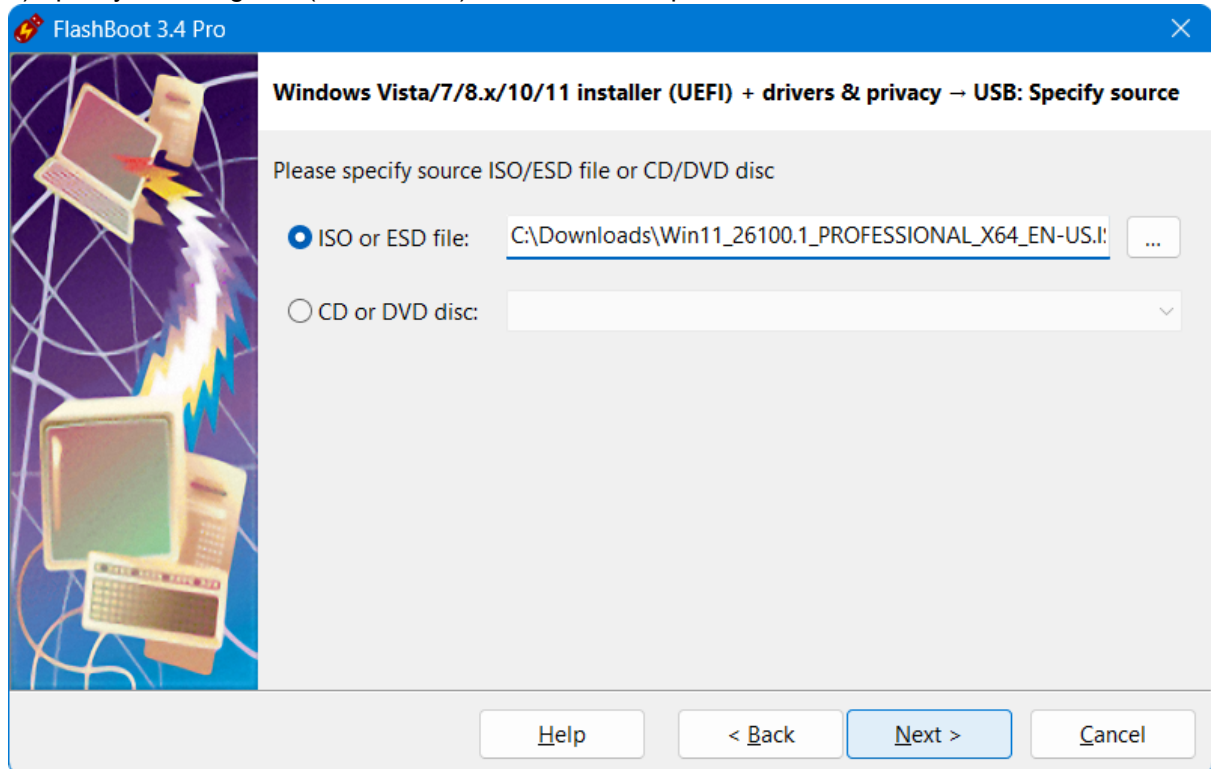 FlashBoot 3.4 Pro
Windows Vista/7/8.x/10/11 installer (UEFI) + drivers & privacy → USB: Specify source
Please specify source ISO/ESD file or CD/DVD disc
ISO or ESD file:
C:\Downloads\Win11_26100.1_PROFESSIONAL_X64_EN-US.I
...
CD or DVD disc:
Help
< Back
Next >
Cancel